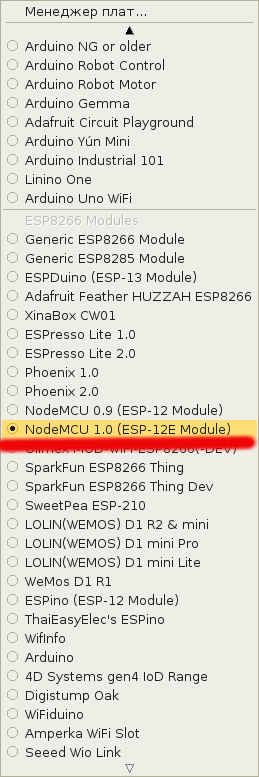 Менеджер плат...
Arduino NG or older
Arduino Robot Control
Arduino Robot Motor
Arduino Gemma
Adafruit Circuit Playground
Arduino Yún Mini
Arduino Industrial 101
Linino One
Arduino Uno WiFi
ESP8266 Modules
Generic ESP8266 Module
Generic ESP8285 Module
ESPDuino (ESP-13 Module)
Adafruit Feather HUZZAH ESP8266
XinaBox CW01
ESPresso Lite 1.0
ESPresso Lite 2.0
Phoenix 1.0
Phoenix 2.0
NodeMCU 0.9 (ESP-12 Module)
NodeMCU 1.0 (ESP-12E Module)
Olimex MOD-WIFI-ESP8266(-DEV)
SparkFun ESP8266 Thing
SparkFun ESP8266 Thing Dev
SweetPea ESP-210
LOLIN(WEMOS) D1 R2 & mini
LOLIN(WEMOS) D1 mini Pro
LOLIN(WEMOS) D1 mini Lite
WeMos D1 R1
ESPino (ESP-12 Module)
ThaiEasyElec's ESPino
WifInfo
Arduino
4D Systems gen4 IoD Range
Digistump Oak
WiFiduino
Amperka WiFi Slot
Seeed Wio Link